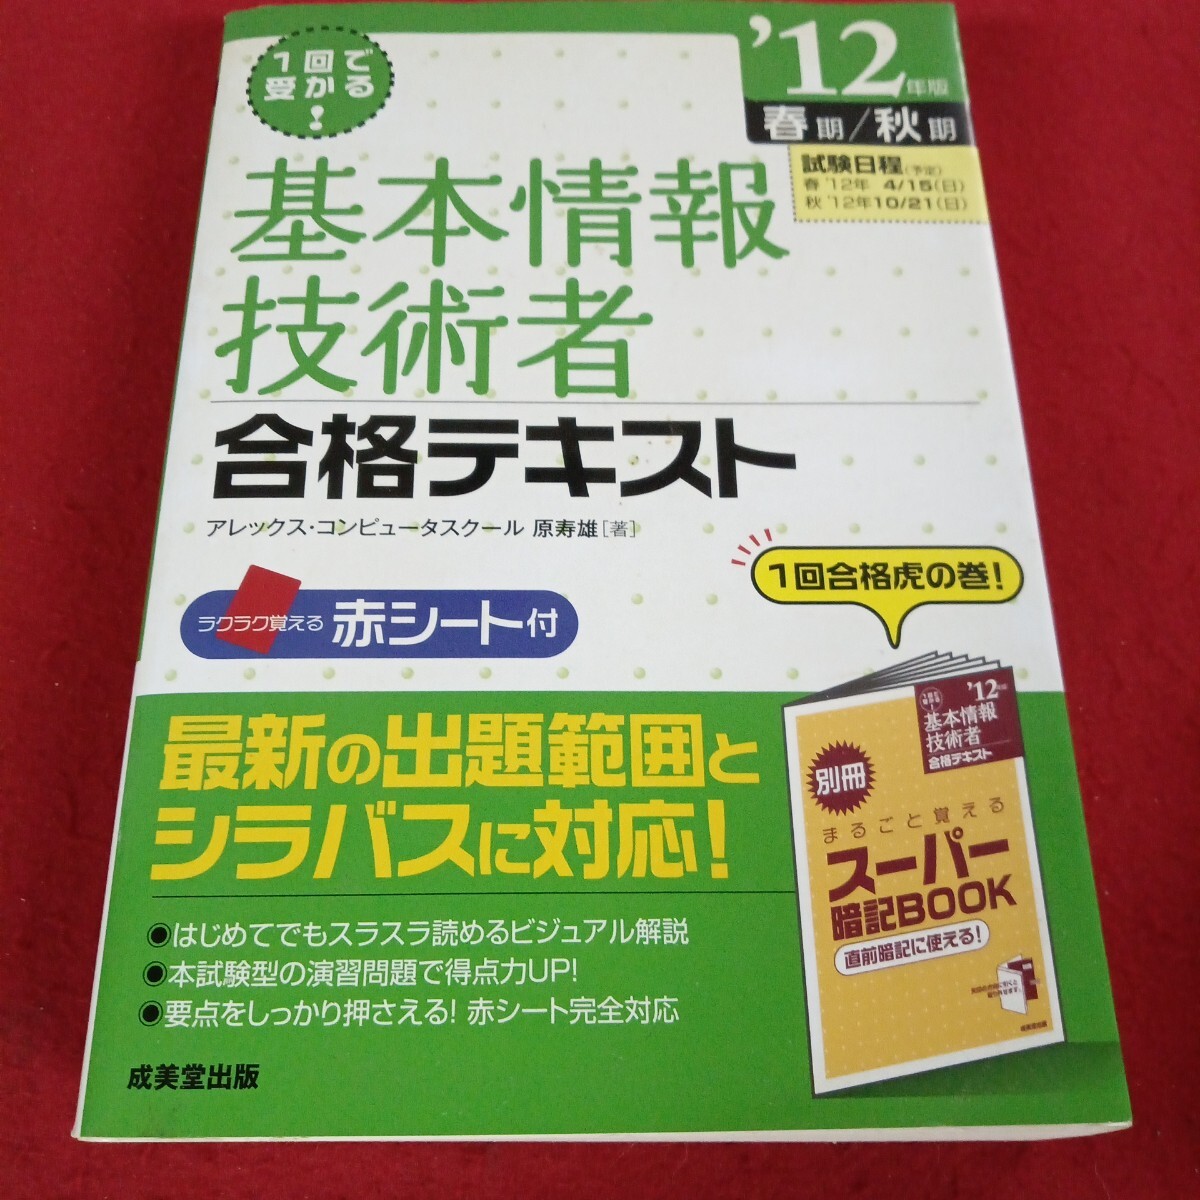 1回で
受かる
!
'12年版
春期/秋期
試験日程(予定)
春 '12年 4/15(日)
秋 '12年10/21(日)
基本情報
技術者
合格テキスト
アレックス・コンピュータスクール 原寿雄[著]
1回合格虎の巻!
ラクラク覚える 赤シート付
最新の出題範囲と
シラバスに対応!
●はじめてでもスラスラ読めるビジュアル解説
●本試験型の演習問題で得点力UP!
●要点をしっかり押さえる! 赤シート完全対応
成美堂出版
'12年版
基本情報
技術者
合格テキスト
別冊
まるごと覚える
スーパー
暗記BOOK
直前暗記に使える!
成美堂出版